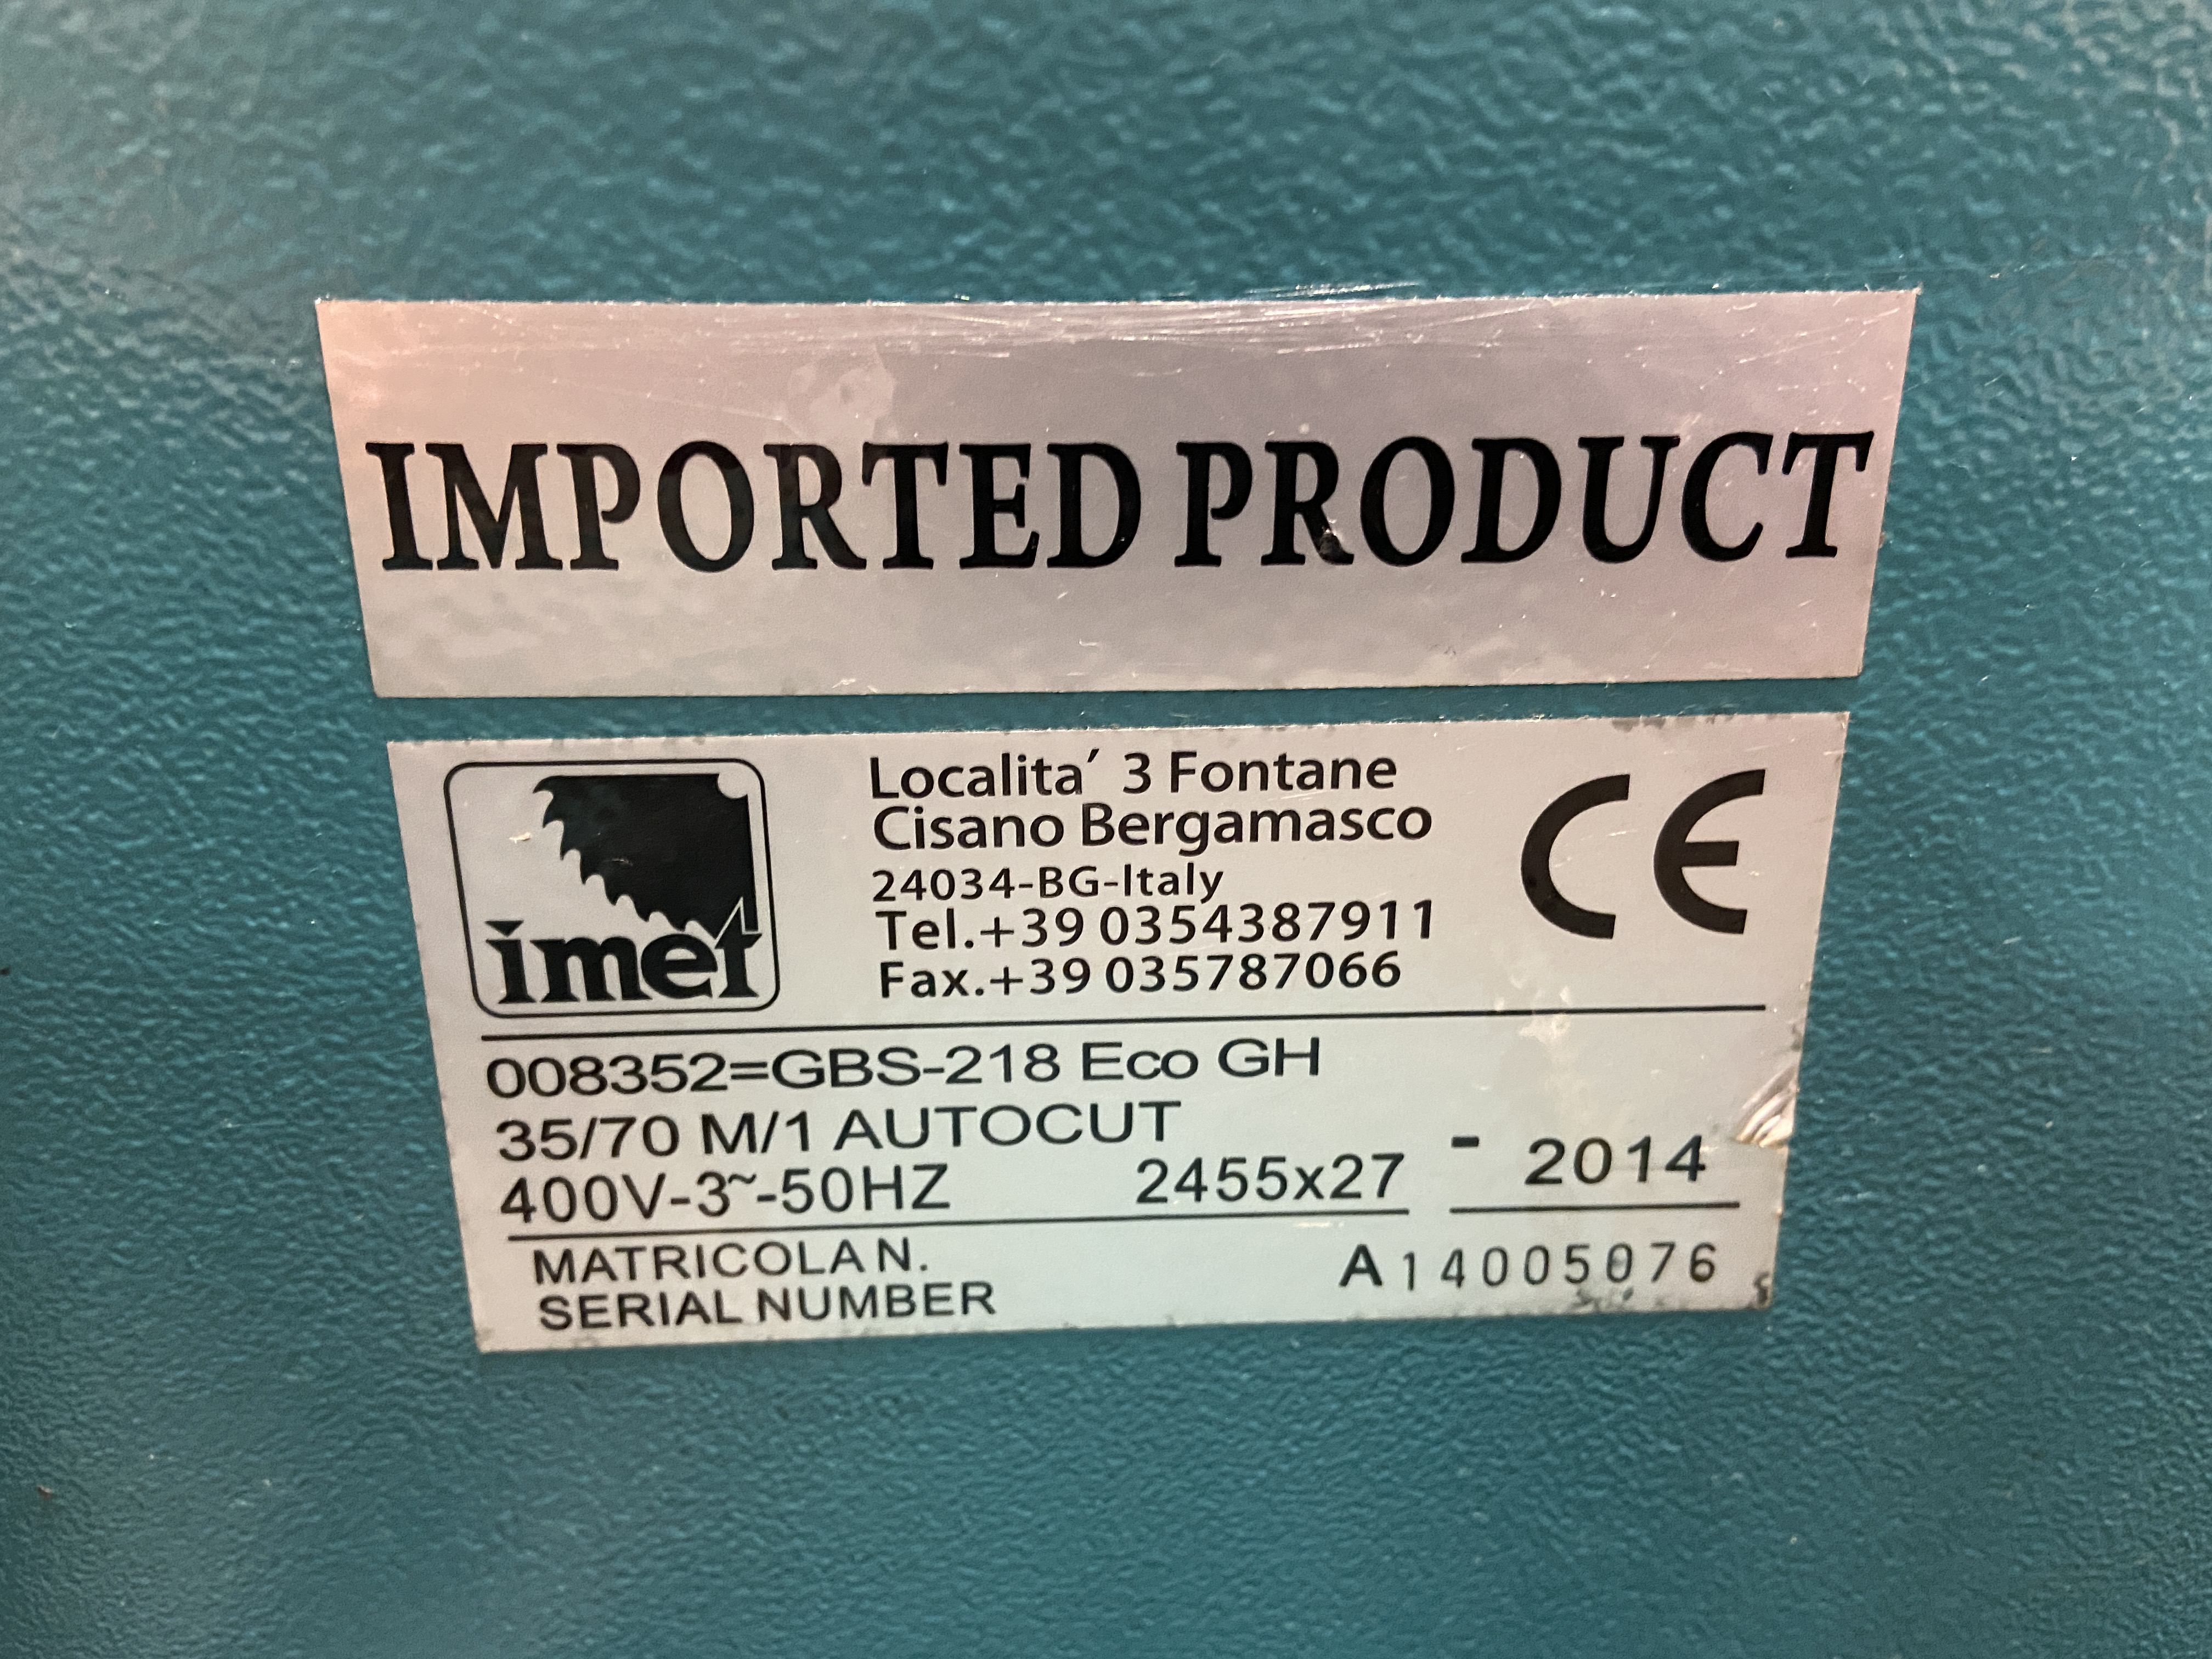 IMPORTED PRODUCT
imet
Localita' 3 Fontane
Cisano Bergamasco
24034-BG-Italy
Tel.+39 0354387911
Fax.+39 035787066
CE
008352=GBS-218 Eco GH
35/70 M/1 AUTOCUT
400V-3~-50HZ 2455x27 - 2014
MATRICOLA N.
SERIAL NUMBER A14005076